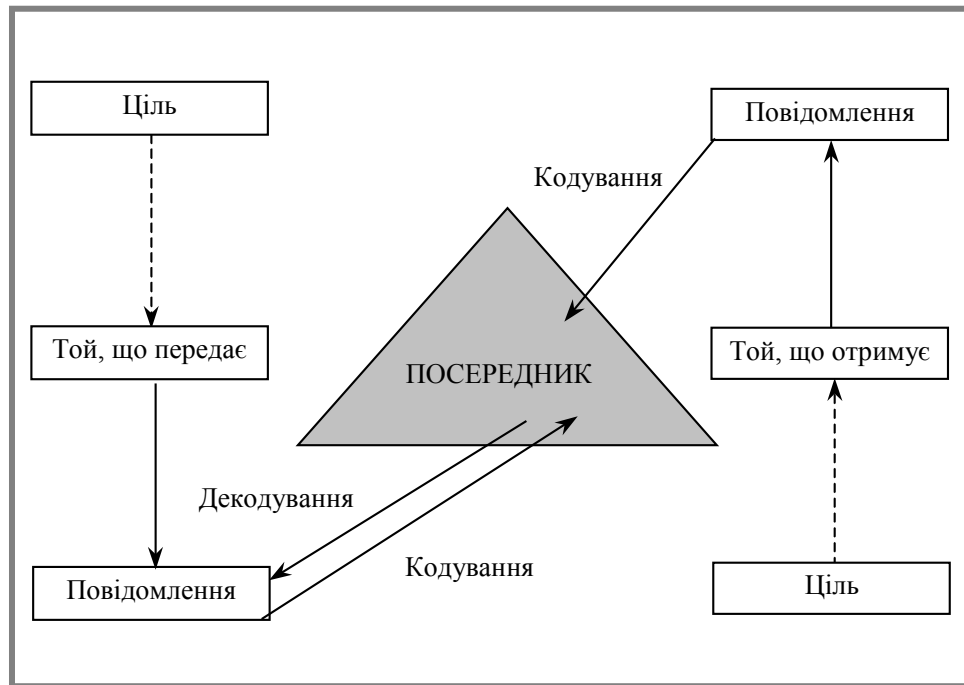 Ціль
Повідомлення
Кодування
Той, що передає
ПОСЕРЕДНИК
Той, що отримує
Декодування
Кодування
Повідомлення
Ціль